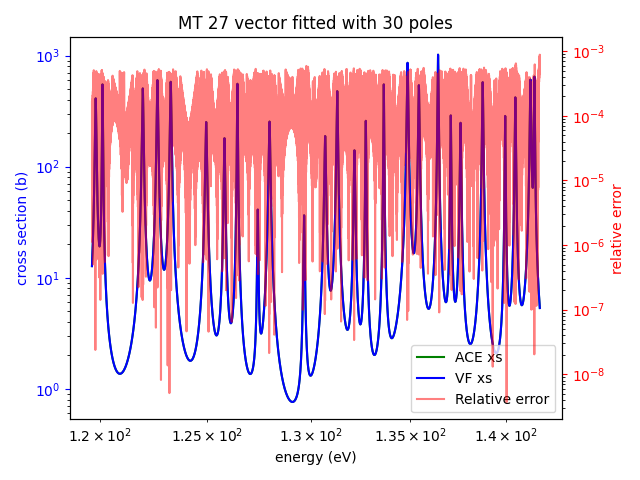 MT 27 vector fitted with 30 poles
10³
10²
10¹
10⁰
cross section (b)
10⁻³
10⁻⁴
10⁻⁵
10⁻⁶
10⁻⁷
10⁻⁸
relative error
ACE xs
VF xs
Relative error
1.2 × 10² 1.25 × 10² 1.3 × 10² 1.35 × 10² 1.4 × 10²
energy (eV)